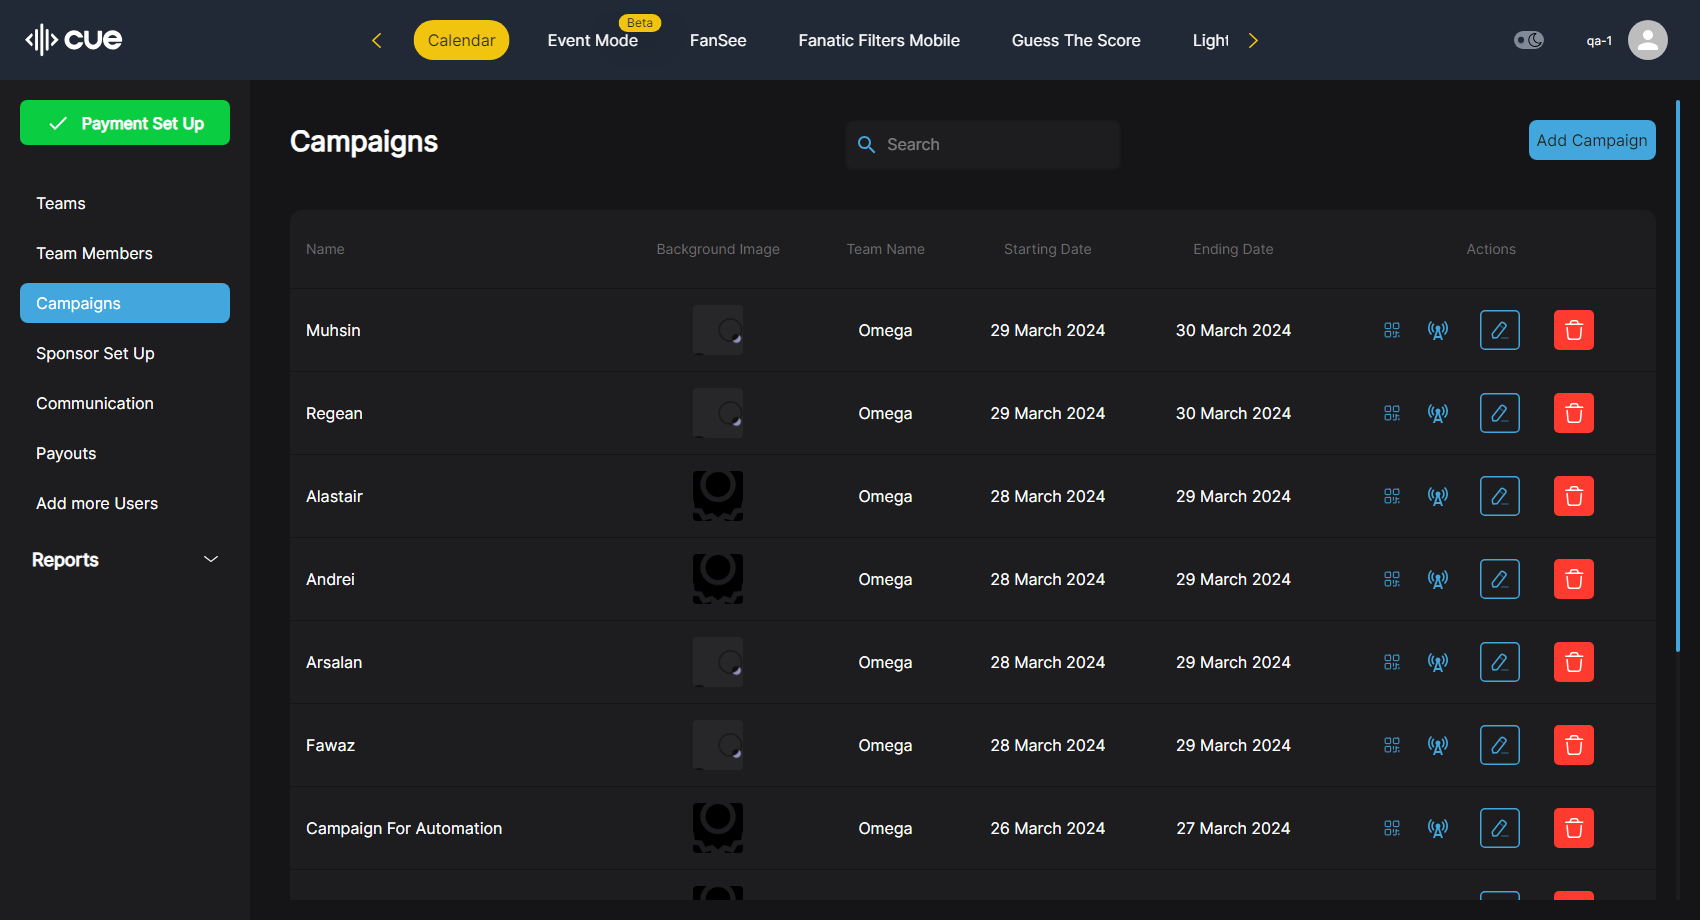 cue
Calendar
Event Mode
Beta
FanSee
Fanatic Filters Mobile
Guess The Score
Light
qa-1
Payment Set Up
Teams
Team Members
Campaigns
Sponsor Set Up
Communication
Payouts
Add more Users
Reports
Campaigns
Search
Add Campaign
Name Background Image Team Name Starting Date Ending Date Actions
Muhsin Omega 29 March 2024 30 March 2024
Regean Omega 29 March 2024 30 March 2024
Alastair Omega 28 March 2024 29 March 2024
Andrei Omega 28 March 2024 29 March 2024
Arsalan Omega 28 March 2024 29 March 2024
Fawaz Omega 28 March 2024 29 March 2024
Campaign For Automation Omega 26 March 2024 27 March 2024